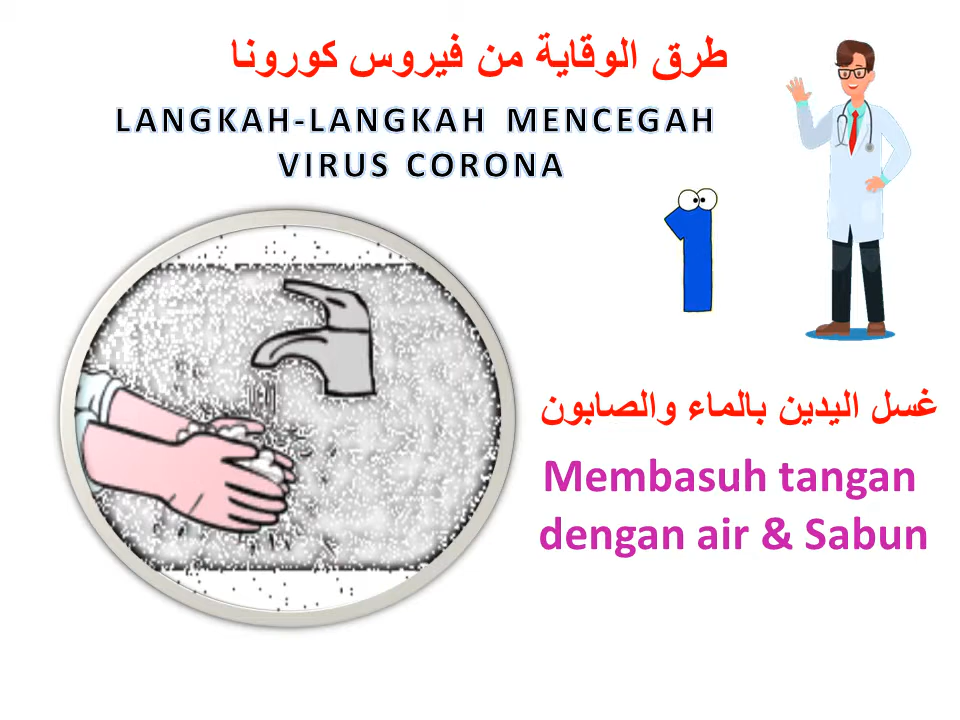 طرق الوقاية من فيروس كورونا
LANGKAH-LANGKAH MENCEGAH
VIRUS CORONA
1
غسل اليدين بالماء والصابون
Membasuh tangan
dengan air & Sabun